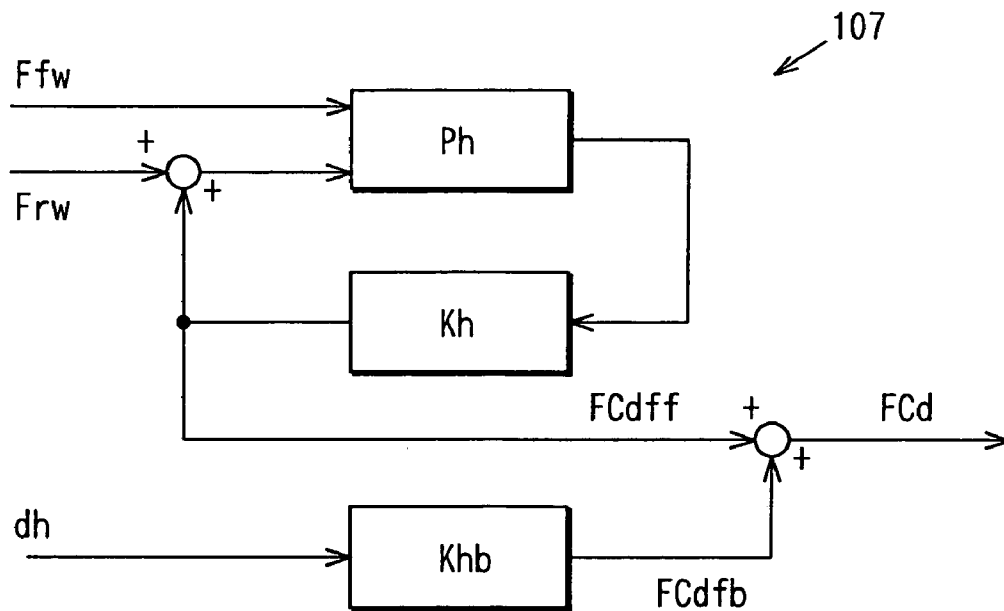 107
Ffw
Ph
+
+
Frw
Kh
FCdff
+
FCd
+
dh
Khb
FCdfb